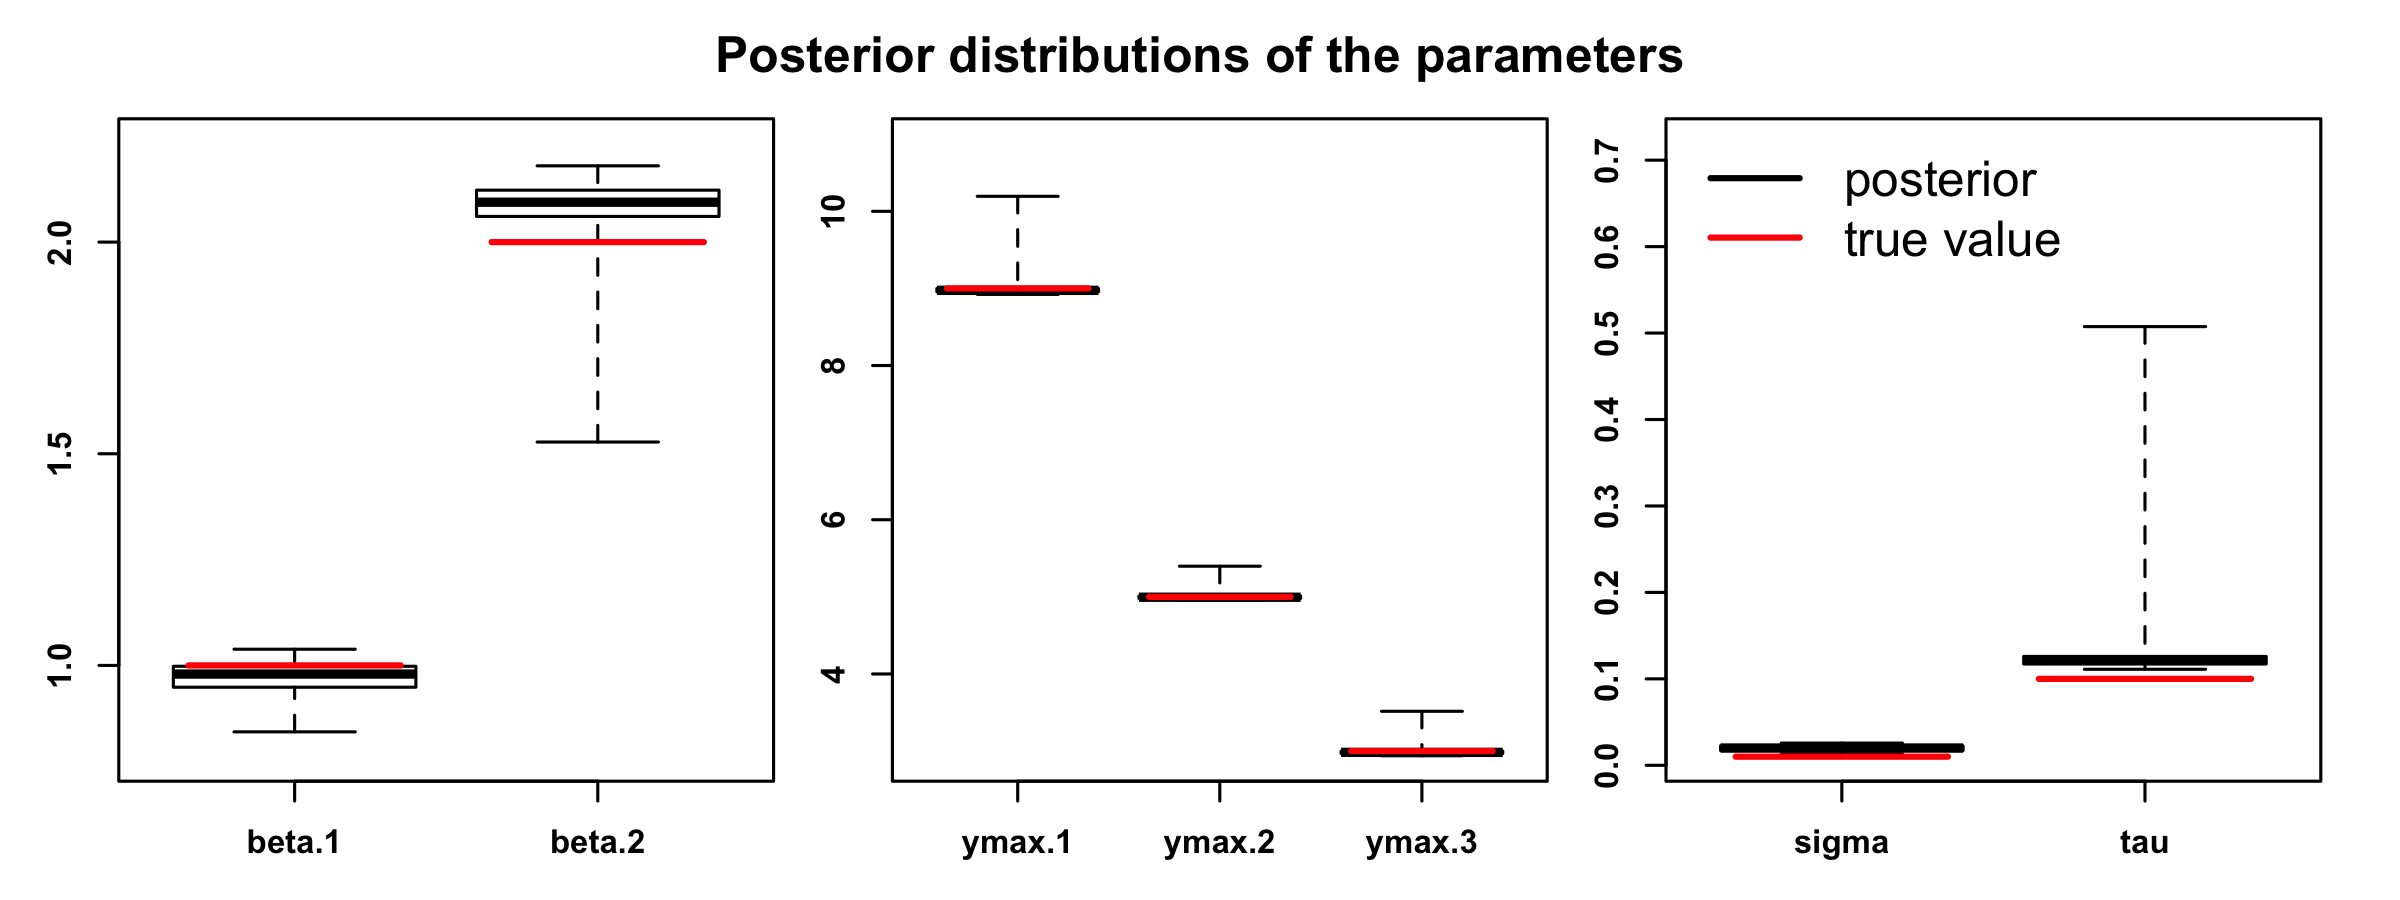 Posterior distributions of the parameters
2.0
1.5
1.0
beta.1
beta.2
10
8
6
4
ymax.1
ymax.2
ymax.3
0.7
0.6
0.5
0.4
0.3
0.2
0.1
0.0
posterior
true value
sigma
tau